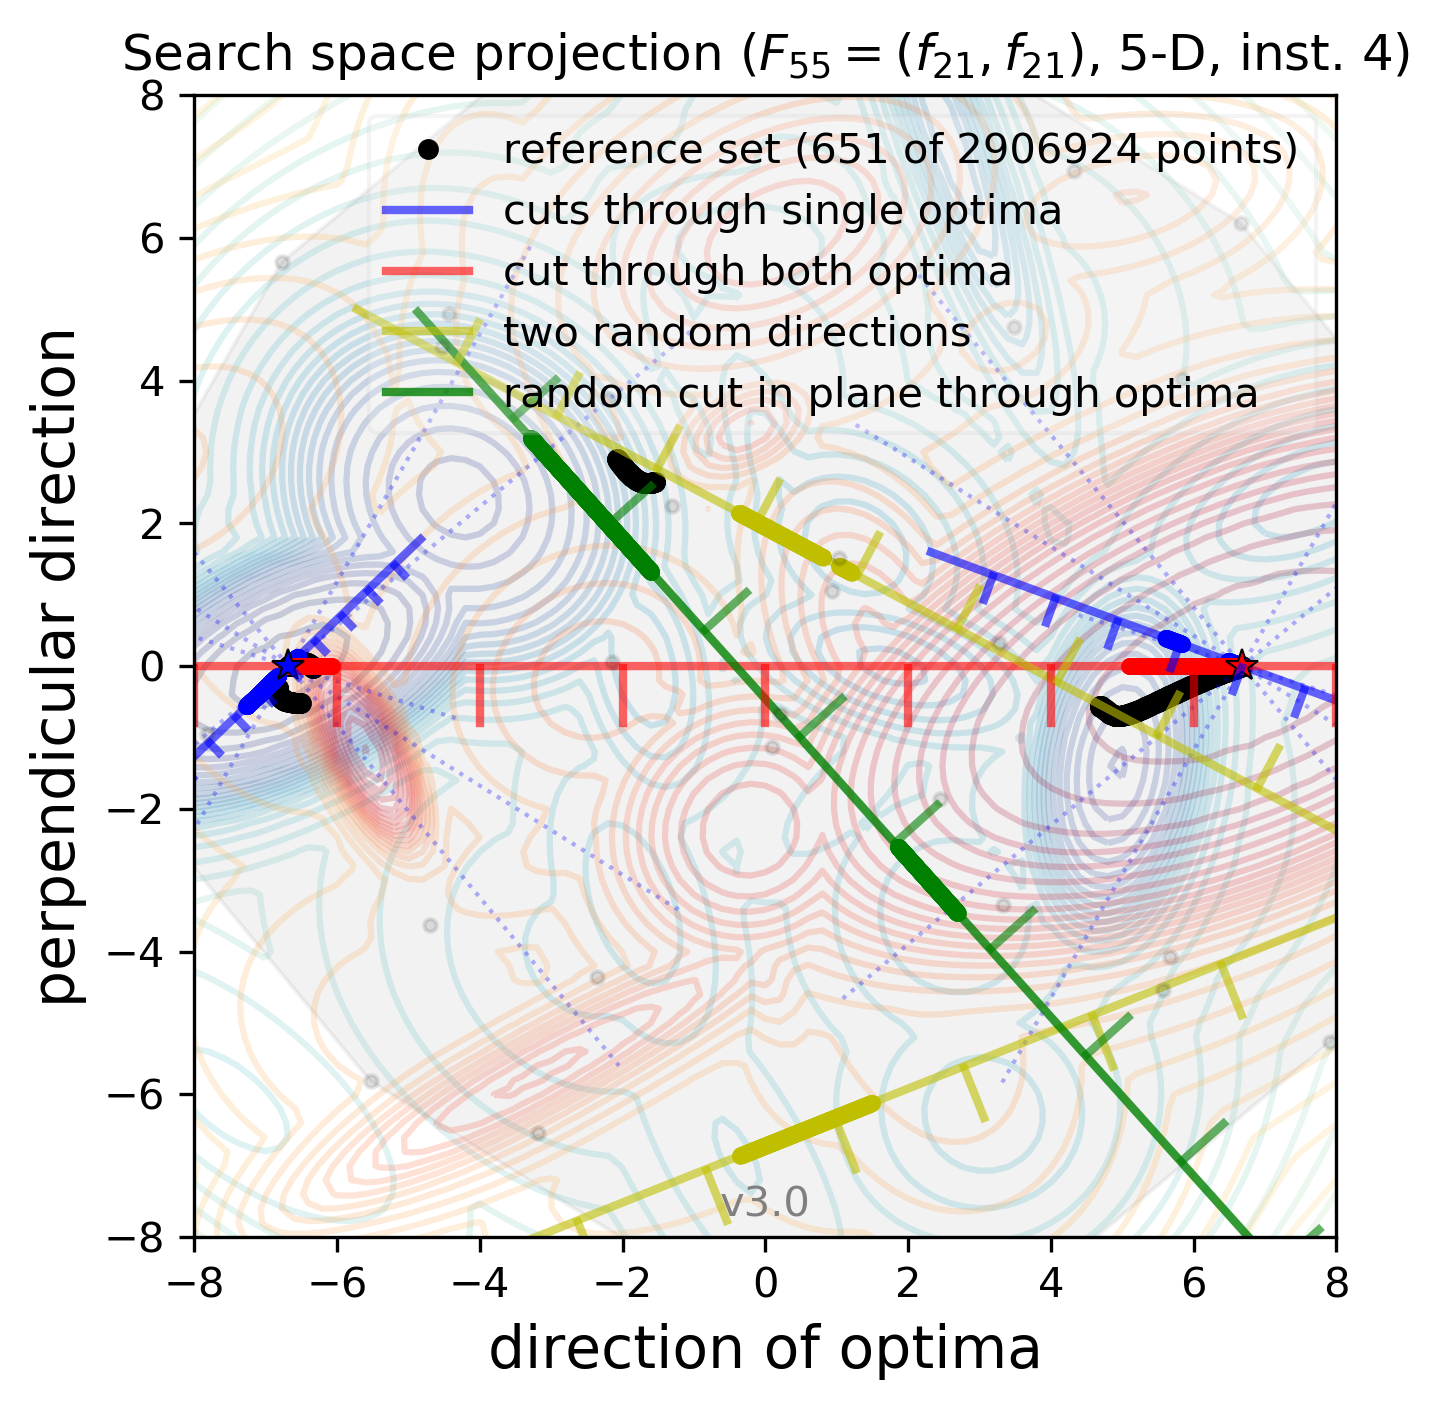 Search space projection (F₅₅ = (f₂₁, f₂₁), 5-D, inst. 4)
8
6
4
2
0
−2
−4
−6
−8
perpendicular direction
reference set (651 of 2906924 points)
cuts through single optima
cut through both optima
two random directions
random cut in plane through optima
v3.0
−8 −6 −4 −2 0 2 4 6 8
direction of optima